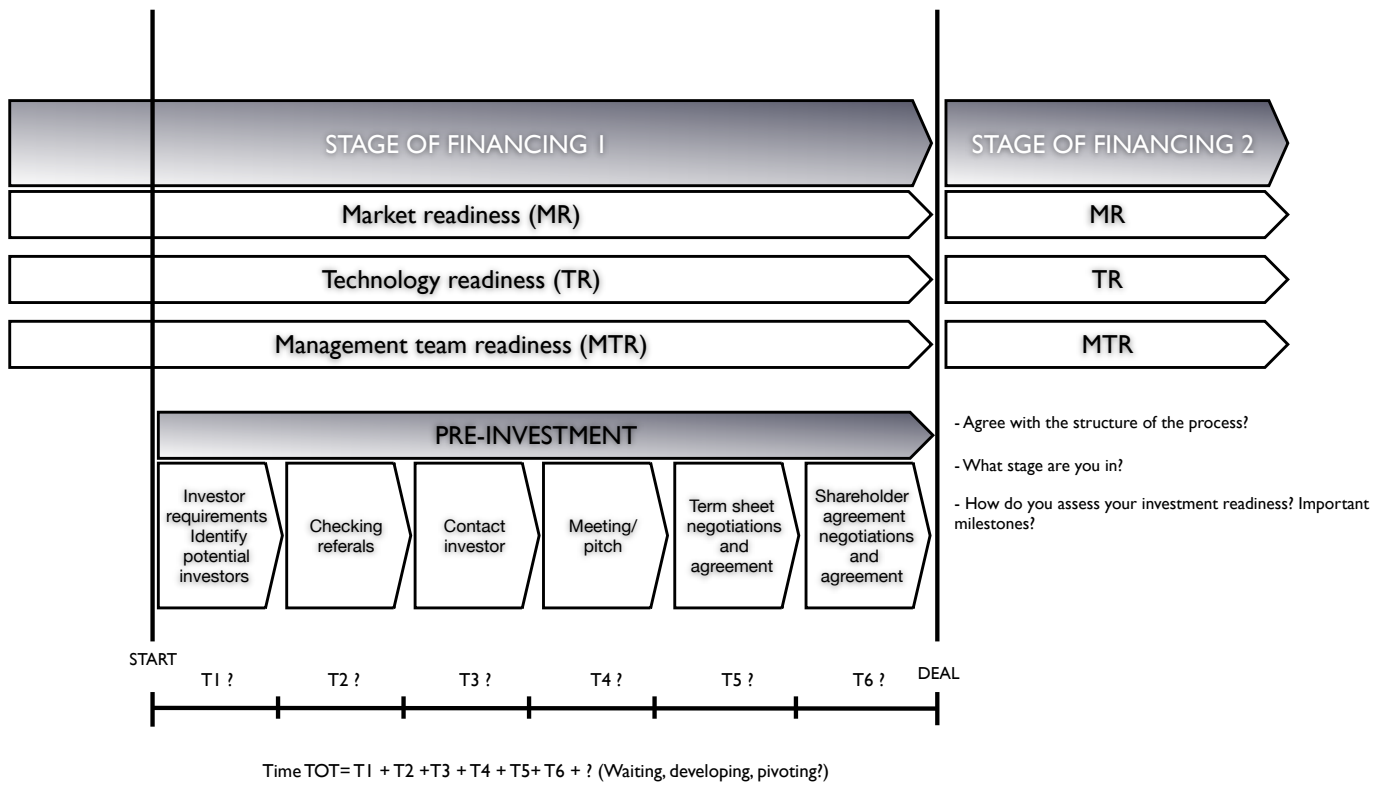 STAGE OF FINANCING 1
STAGE OF FINANCING 2
Market readiness (MR)
MR
Technology readiness (TR)
TR
Management team readiness (MTR)
MTR
PRE-INVESTMENT
Investor
requirements
Identify
potential
investors
Checking
referals
Contact
investor
Meeting/
pitch
Term sheet
negotiations
and
agreement
Shareholder
agreement
negotiations
and
agreement
- Agree with the structure of the process?
- What stage are you in?
- How do you assess your investment readiness? Important
milestones?
START
T1 ?
T2 ?
T3 ?
T4 ?
T5 ?
T6 ?
DEAL
Time TOT= T1 + T2 +T3 + T4 + T5+ T6 + ? (Waiting, developing, pivoting?)